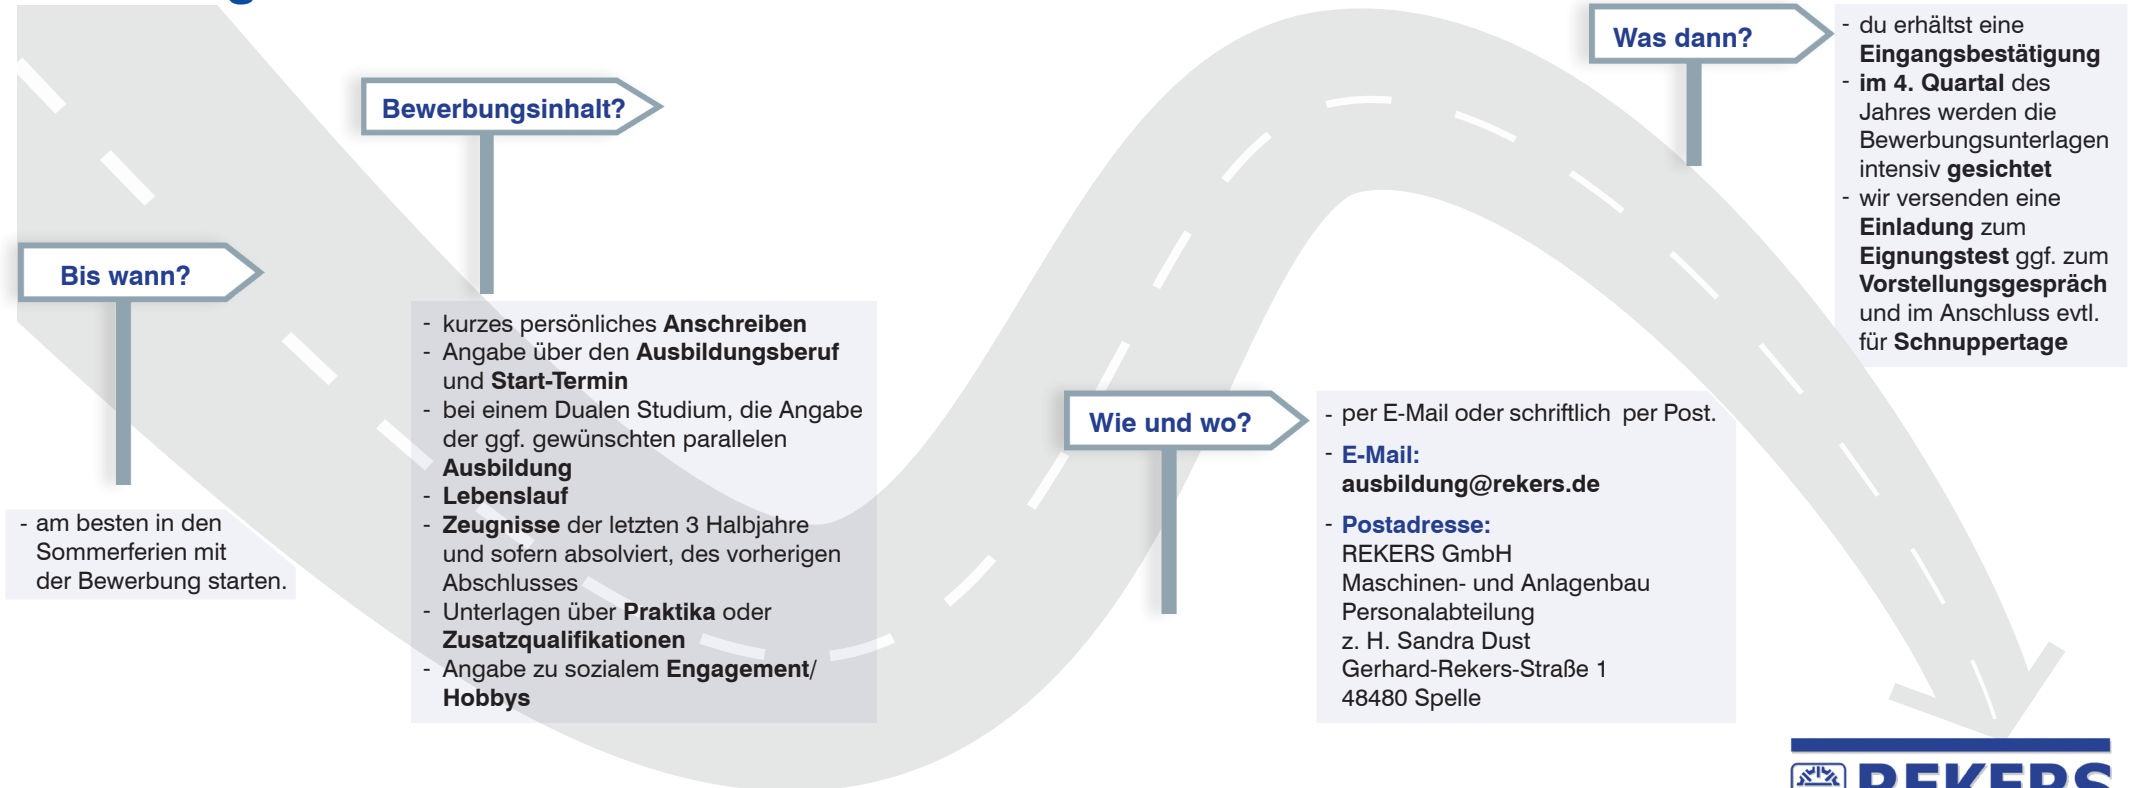 Bis wann?
- am besten in den
Sommerferien mit
der Bewerbung starten.
Bewerbungsinhalt?
- kurzes persönliches Anschreiben
- Angabe über den Ausbildungsberuf
und Start-Termin
- bei einem Dualen Studium, die Angabe
der ggf. gewünschten parallelen
Ausbildung
- Lebenslauf
- Zeugnisse der letzten 3 Halbjahre
und sofern absolviert, des vorherigen
Abschlusses
- Unterlagen über Praktika oder
Zusatzqualifikationen
- Angabe zu sozialem Engagement/
Hobbys
Wie und wo?
- per E-Mail oder schriftlich per Post.
- E-Mail:
ausbildung@rekers.de
- Postadresse:
REKERS GmbH
Maschinen- und Anlagenbau
Personalabteilung
z. H. Sandra Dust
Gerhard-Rekers-Straße 1
48480 Spelle
Was dann?
- du erhältst eine
Eingangsbestätigung
- im 4. Quartal des
Jahres werden die
Bewerbungsunterlagen
intensiv gesichtet
- wir versenden eine
Einladung zum
Eignungstest ggf. zum
Vorstellungsgespräch
und im Anschluss evtl.
für Schnuppertage
REKERS